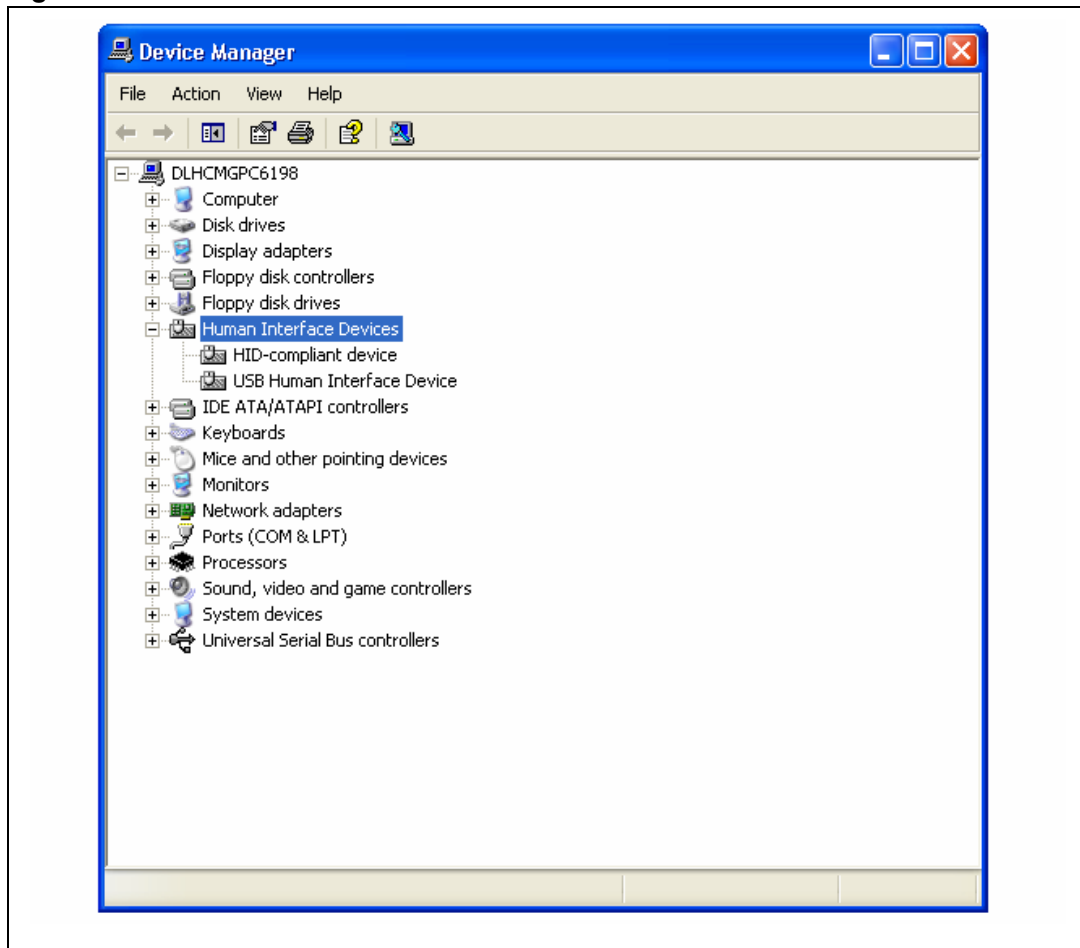 Device Manager
File Action View Help
DLHCMGPC6198
Computer
Disk drives
Display adapters
Floppy disk controllers
Floppy disk drives
Human Interface Devices
HID-compliant device
USB Human Interface Device
IDE ATA/ATAPI controllers
Keyboards
Mice and other pointing devices
Monitors
Network adapters
Ports (COM & LPT)
Processors
Sound, video and game controllers
System devices
Universal Serial Bus controllers